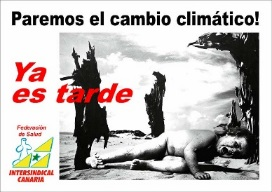 Paremos el cambio climático!
Ya
es tarde
Federación
de Salud
INTERSINDICAL
CANARIA